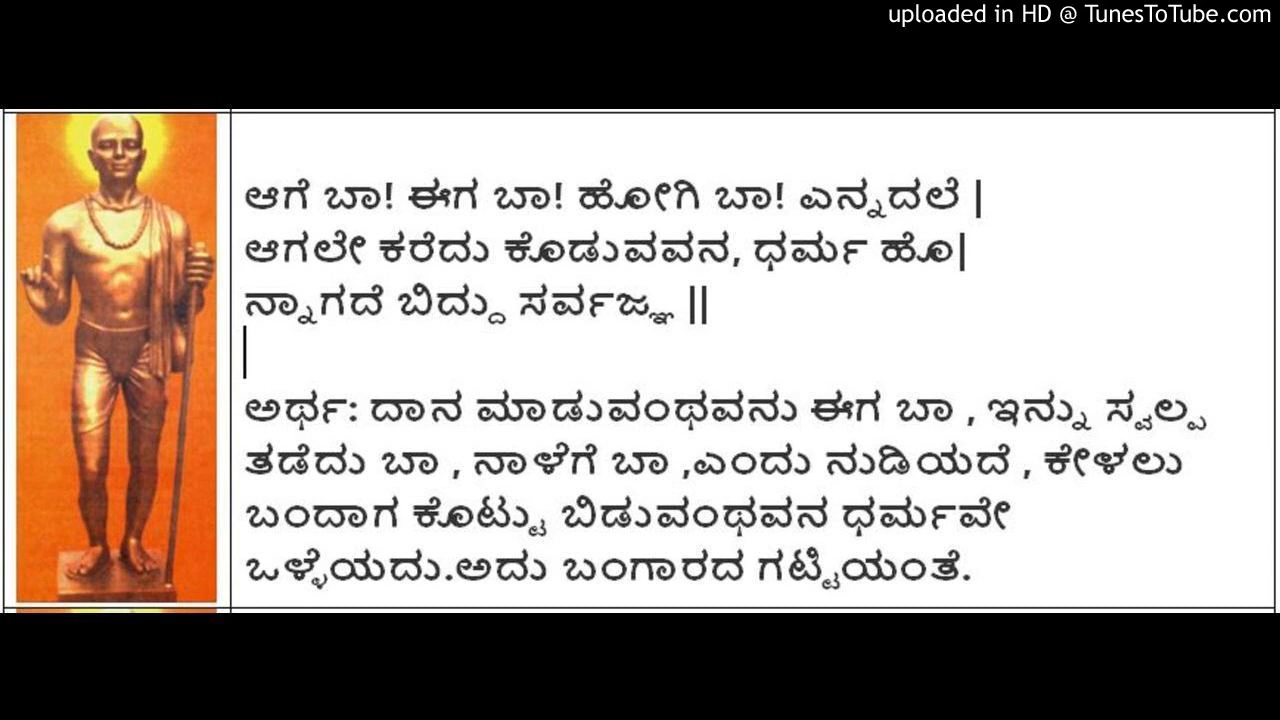 uploaded in HD @ TunesToTube.com
ಆಗೆ ಬಾ! ಈಗ ಬಾ! ಹೋಗಿ ಬಾ! ಎನ್ನದಲೆ |
ಆಗಲೇ ಕರೆದು ಕೊಡುವವನ, ಧರ್ಮ ಹೊ|
ನ್ನಾಗದೆ ಬಿದ್ದು ಸರ್ವಜ್ಞ ||
ಅರ್ಥ: ದಾನ ಮಾಡುವಂಥವನು ಈಗ ಬಾ , ಇನ್ನು ಸ್ವಲ್ಪ
ತಡೆದು ಬಾ , ನಾಳೆಗೆ ಬಾ ,ಎಂದು ನುಡಿಯದೆ , ಕೇಳಲು
ಬಂದಾಗ ಕೊಟ್ಟು ಬಿಡುವಂಥವನ ಧರ್ಮವೇ
ಒಳ್ಳೆಯದು.ಅದು ಬಂಗಾರದ ಗಟ್ಟಿಯಂತೆ.